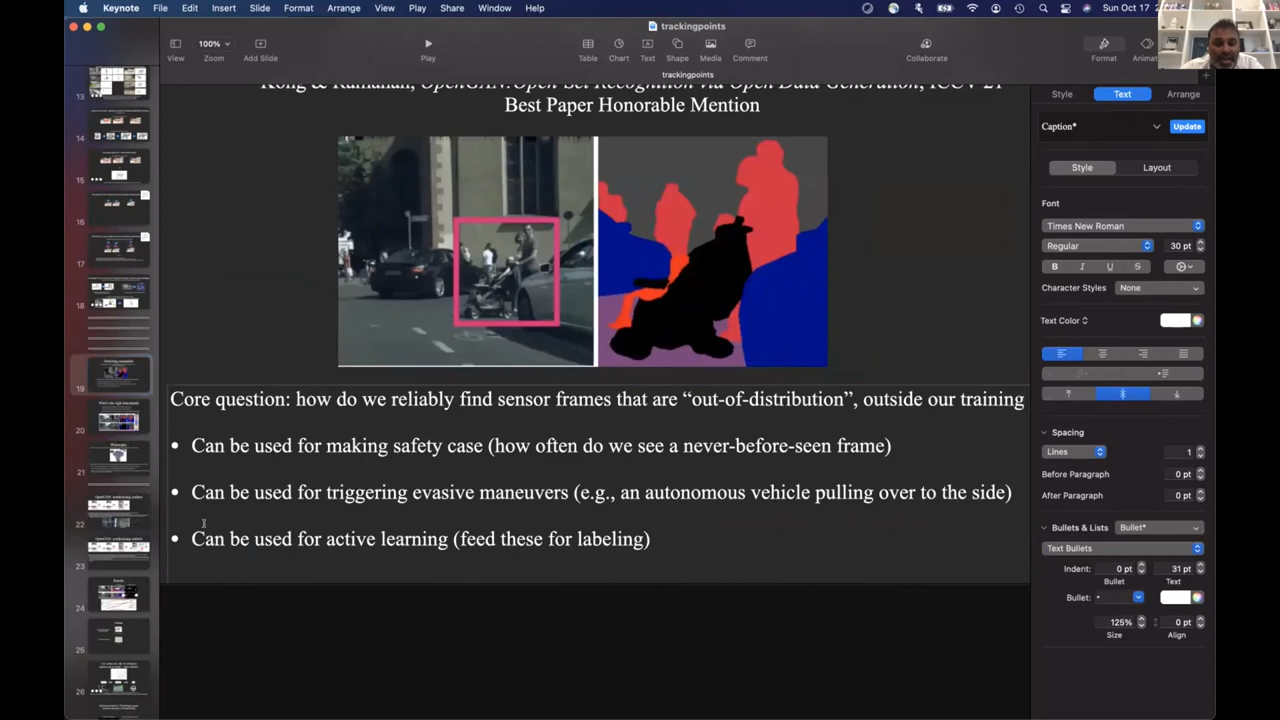 Keynote File Edit Insert Slide Format Arrange View Play Share Window Help Sun Oct 17
trackingpoints
100%
View Zoom Add Slide Play Table Chart Text Shape Media Comment Collaborate Format Animat
trackingpoints
Kong & Ramanan, OpenGAN:Open-Set Recognition via Open Data Generation, ICCV 21
Best Paper Honorable Mention
Core question: how do we reliably find sensor frames that are “out-of-distribution”, outside our training
• Can be used for making safety case (how often do we see a never-before-seen frame)
• Can be used for triggering evasive maneuvers (e.g., an autonomous vehicle pulling over to the side)
• Can be used for active learning (feed these for labeling)
13
14
15
16
17
18
19
20
21
22
23
24
25
26
Style Text Arrange
Caption*
Update
Style Layout
Font
Times New Roman
Regular 30 pt
B I U S
Character Styles None
Text Color
Spacing
Lines 1
Before Paragraph 0 pt
After Paragraph 0 pt
Bullets & Lists Bullet*
Text Bullets
Indent: 0 pt 31 pt
Bullet Text
Bullet: •
125% 0 pt
Size Align